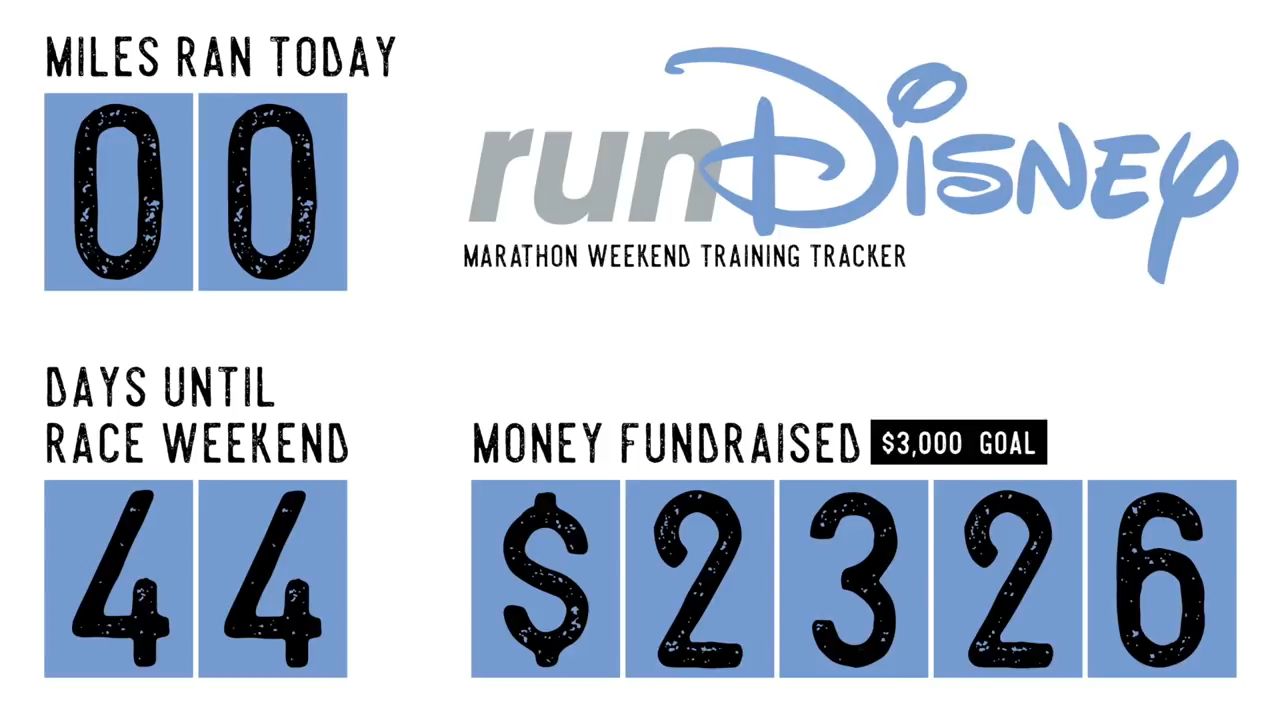 MILES RAN TODAY
00
runDisney
MARATHON WEEKEND TRAINING TRACKER
DAYS UNTIL
RACE WEEKEND
44
MONEY FUNDRAISED $3,000 GOAL
$2326